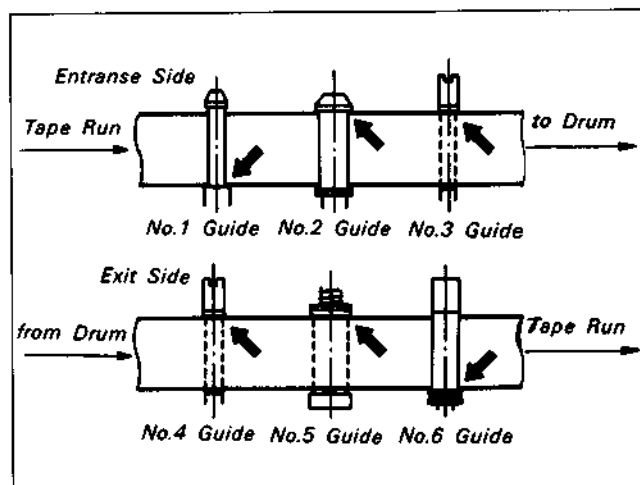 Entranse Side
Tape Run
to Drum
No.1 Guide No.2 Guide No.3 Guide
Exit Side
from Drum
Tape Run
No.4 Guide No.5 Guide No.6 Guide